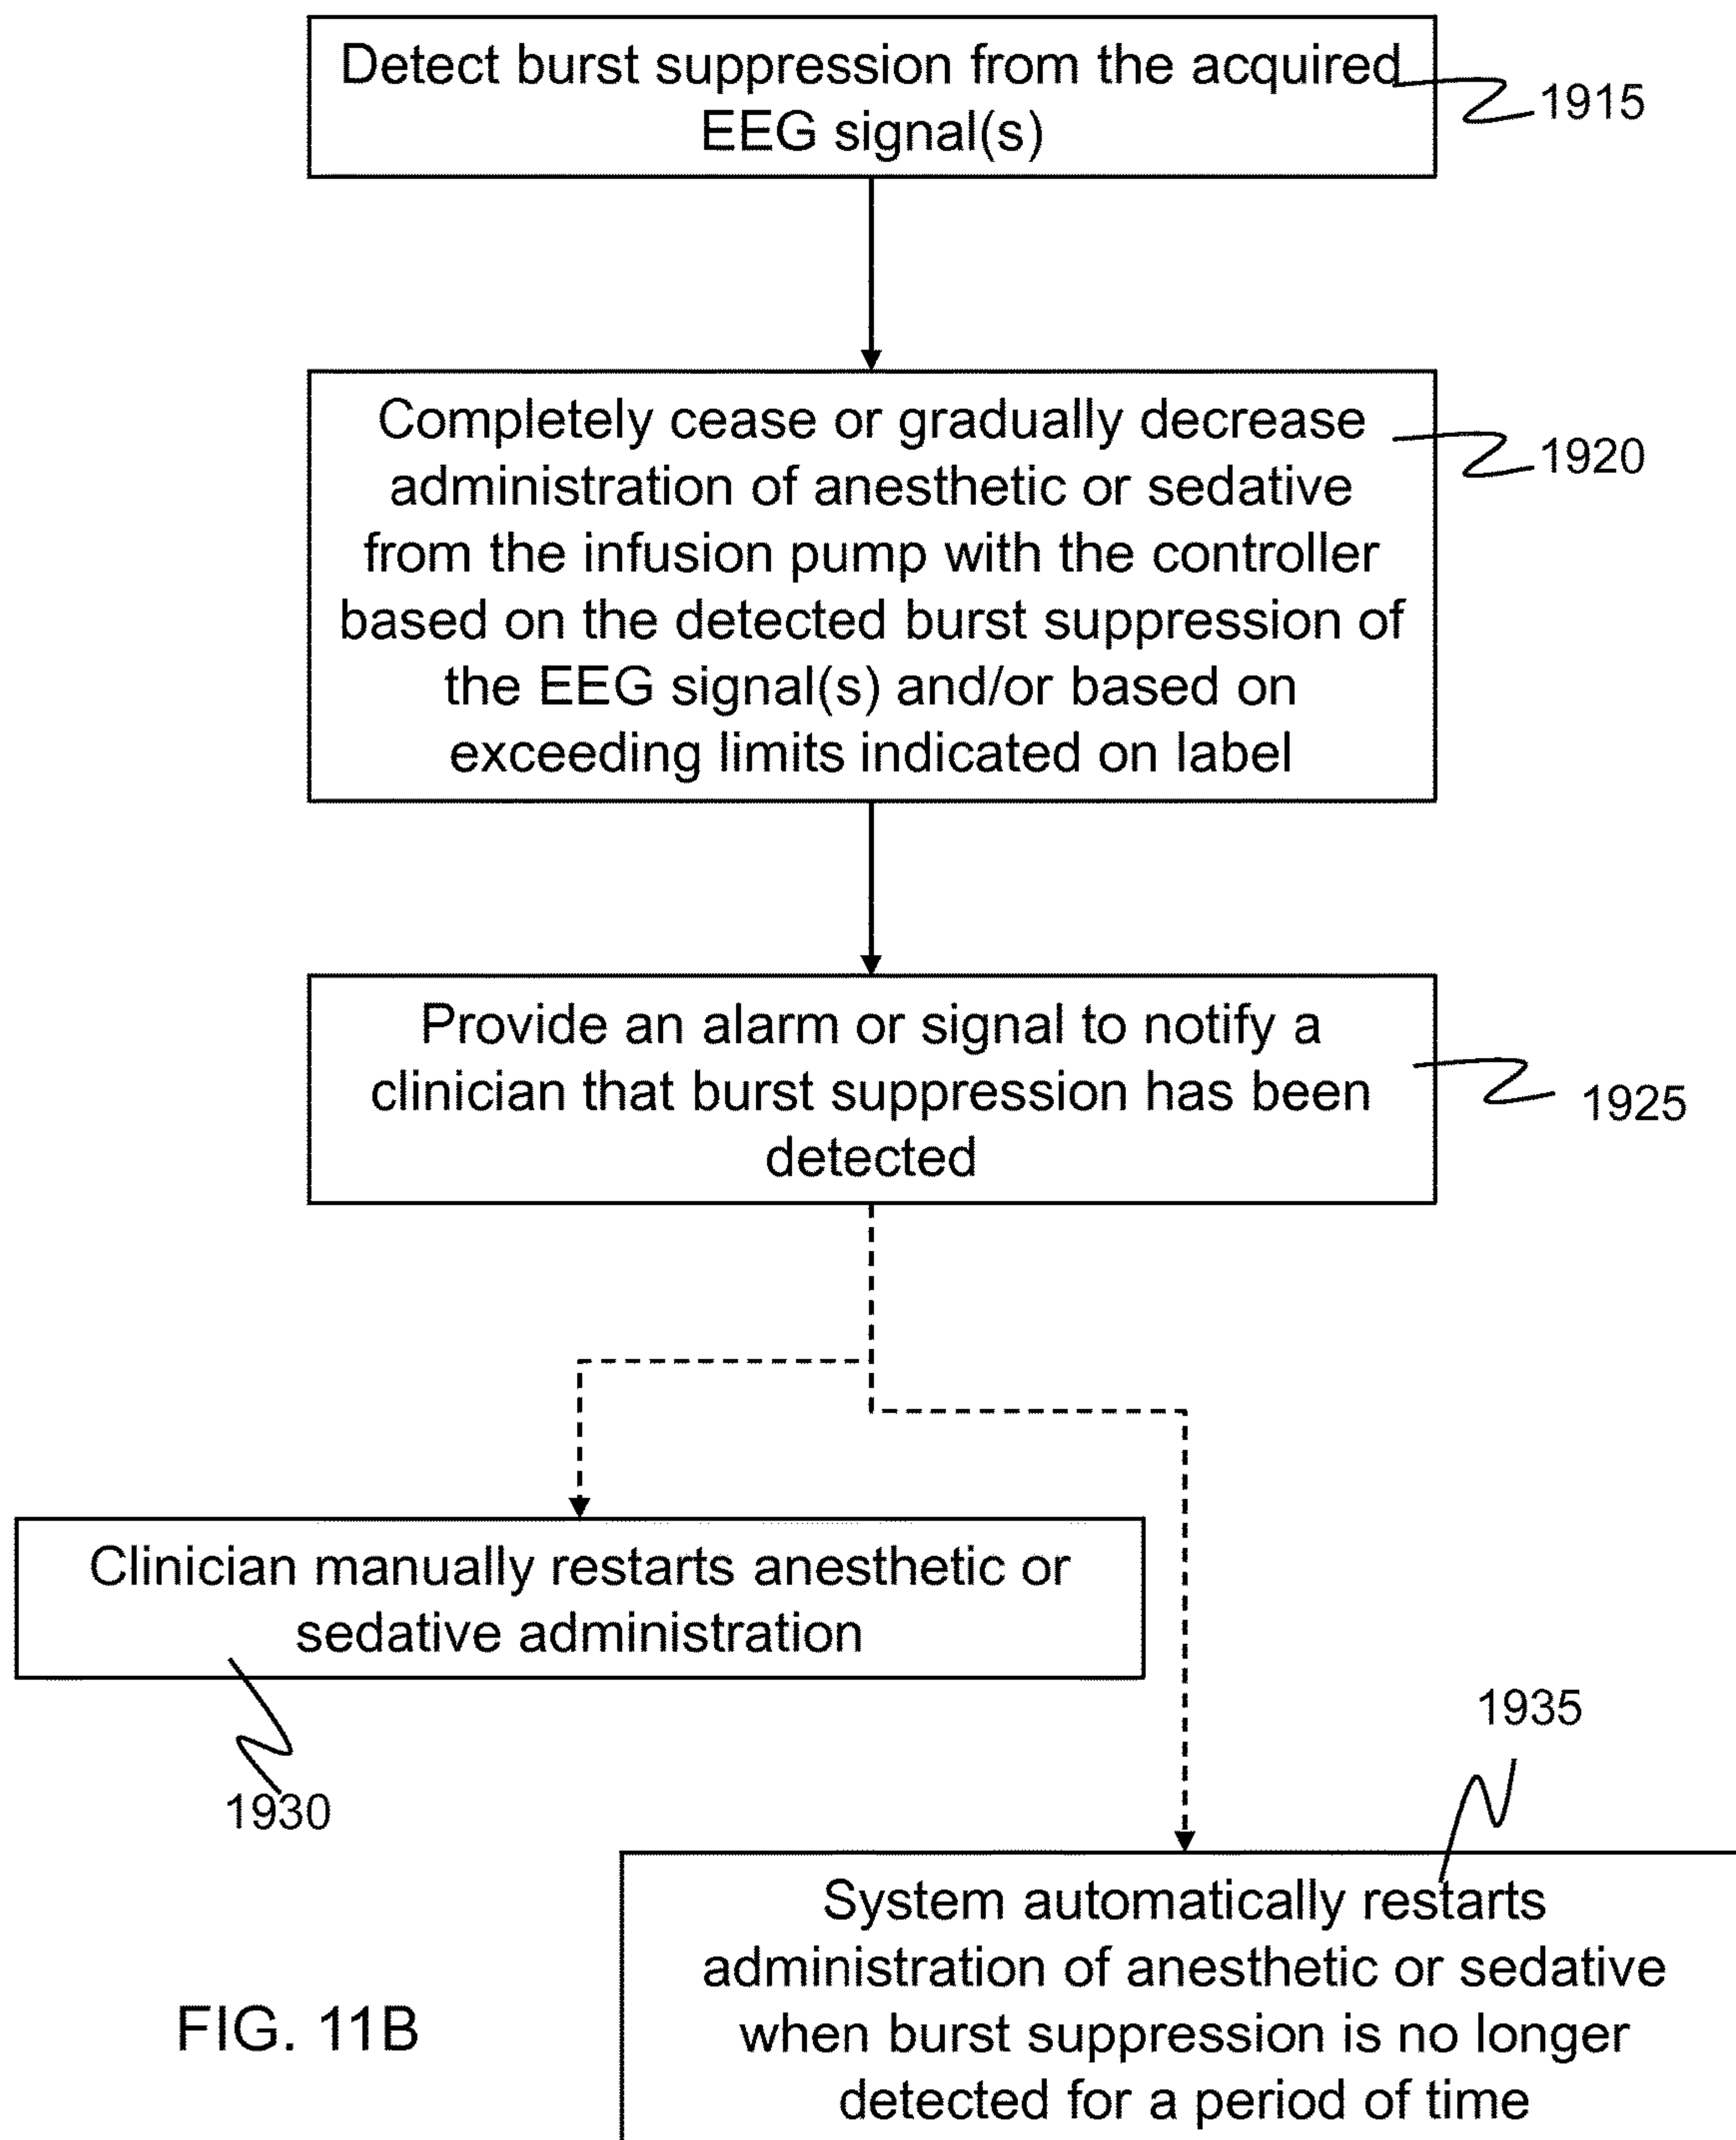 Detect burst suppression from the acquired
EEG signal(s)
1915
Completely cease or gradually decrease
administration of anesthetic or sedative
from the infusion pump with the controller
based on the detected burst suppression of
the EEG signal(s) and/or based on
exceeding limits indicated on label
1920
Provide an alarm or signal to notify a
clinician that burst suppression has been
detected
1925
Clinician manually restarts anesthetic or
sedative administration
1930
1935
System automatically restarts
administration of anesthetic or sedative
when burst suppression is no longer
detected for a period of time
FIG. 11B